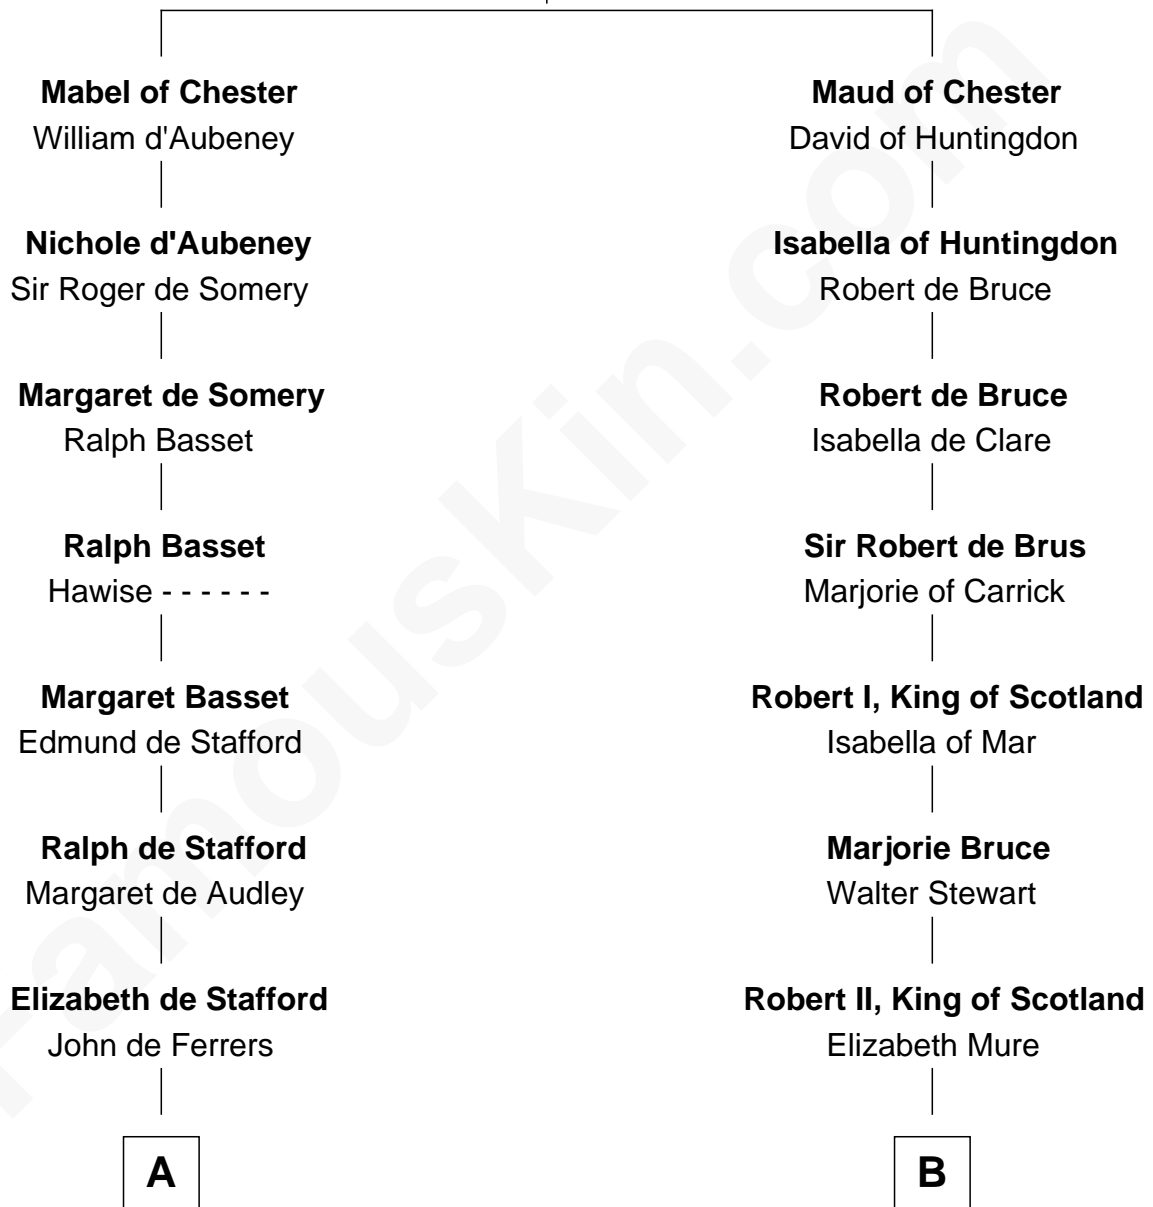 Mabel of Chester
William d'Aubeney
Nichole d'Aubeney
Sir Roger de Somery
Margaret de Somery
Ralph Basset
Ralph Basset
Hawise - - - - - -
Margaret Basset
Edmund de Stafford
Ralph de Stafford
Margaret de Audley
Elizabeth de Stafford
John de Ferrers
A
Maud of Chester
David of Huntingdon
Isabella of Huntingdon
Robert de Bruce
Robert de Bruce
Isabella de Clare
Sir Robert de Brus
Marjorie of Carrick
Robert I, King of Scotland
Isabella of Mar
Marjorie Bruce
Walter Stewart
Robert II, King of Scotland
Elizabeth Mure
B
FamousKin.com